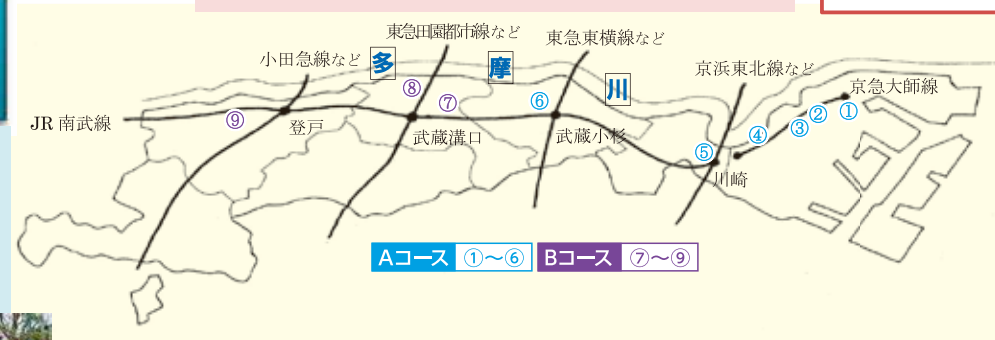 東急田園都市線など
東急東横線など
小田急線など
多
摩
川
京浜東北線など
京急大師線
⑧
⑦
⑥
①
②
③
④
⑤
⑨
JR 南武線
登戸
武蔵溝口
武蔵小杉
川崎
Aコース ①〜⑥ Bコース ⑦〜⑨